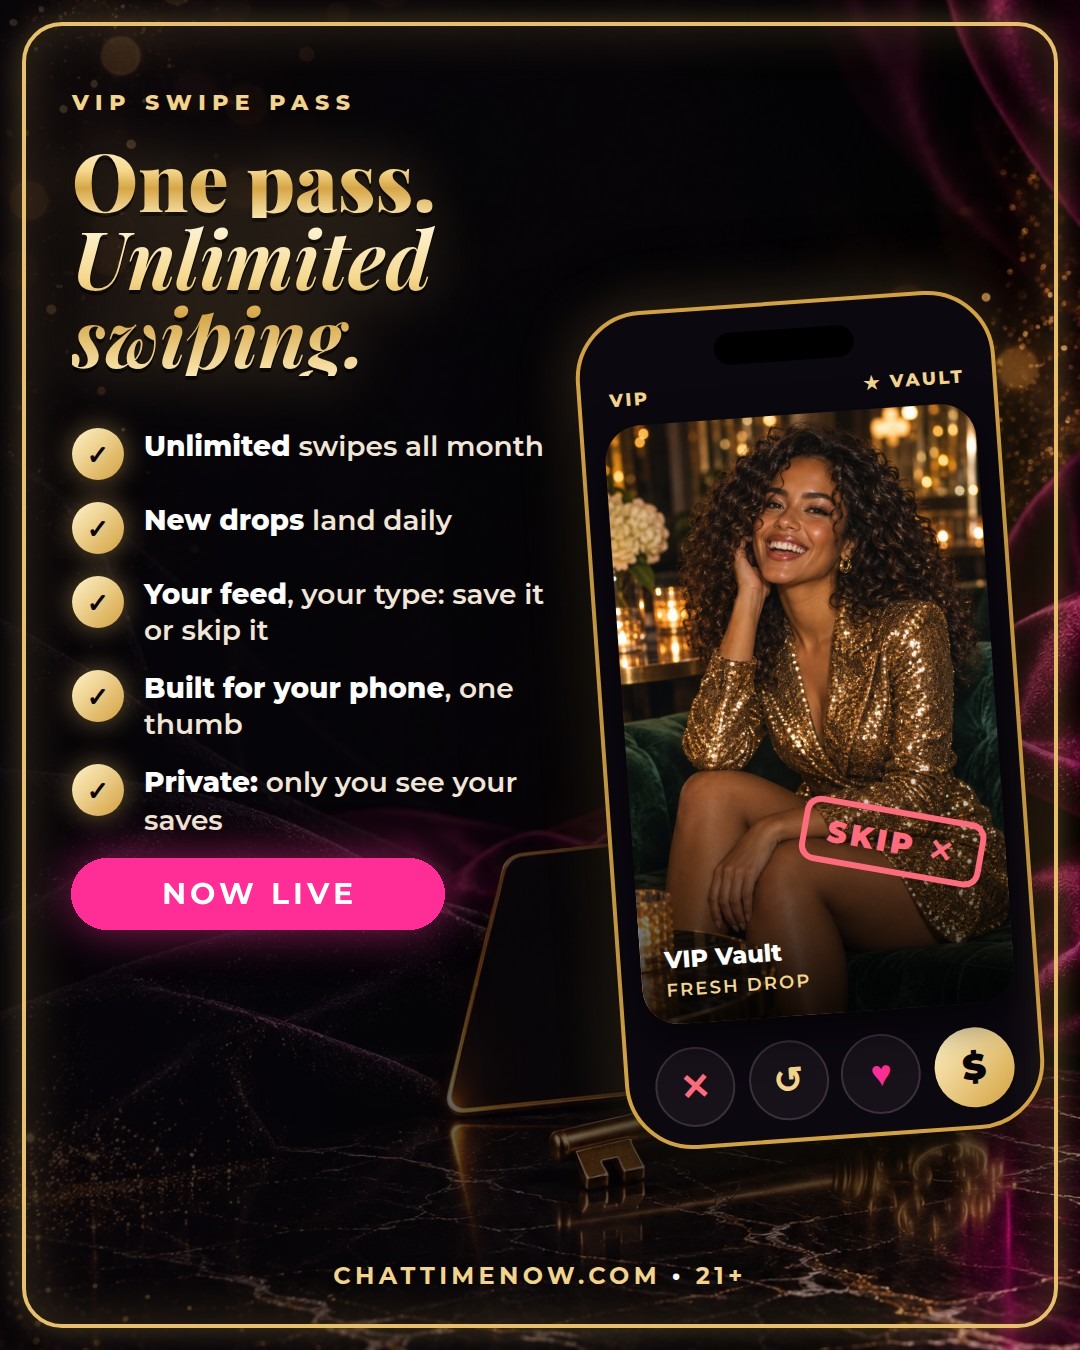 VIP SWIPE PASS
One pass.
Unlimited
swiping.
✓ Unlimited swipes all month
✓ New drops land daily
✓ Your feed, your type: save it
or skip it
✓ Built for your phone, one
thumb
✓ Private: only you see your
saves
NOW LIVE
VIP
★ VAULT
SKIP ✕
VIP Vault
FRESH DROP
✕ ↺ ♥ $
CHATTIMENOW.COM • 21+